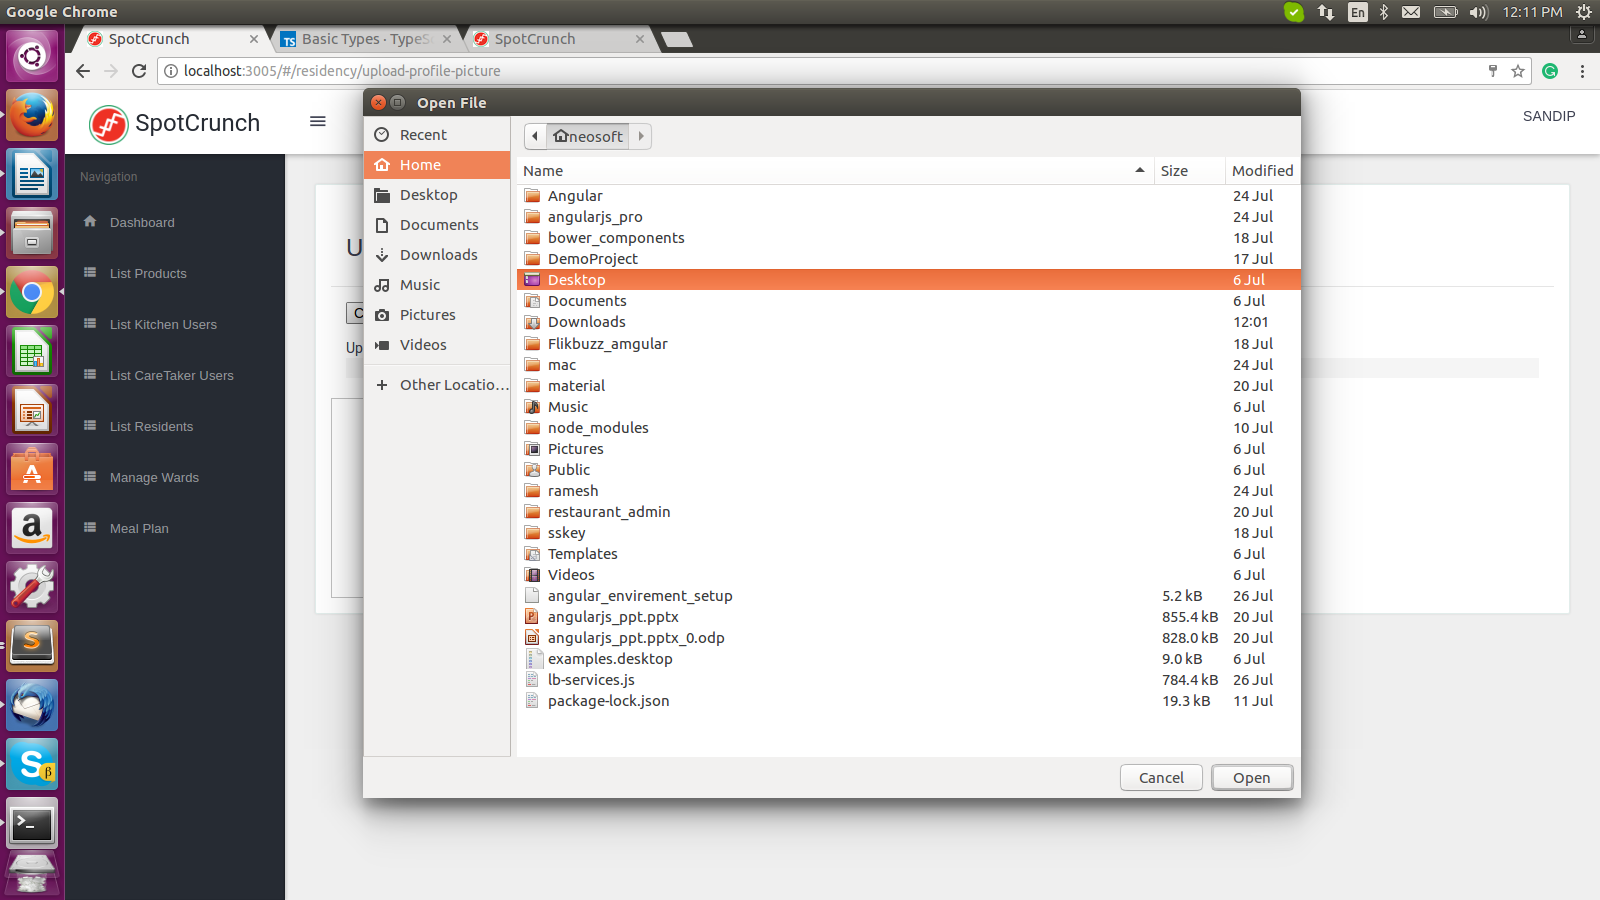 Google Chrome
En
12:11 PM
SpotCrunch
Basic Types · TypeS
SpotCrunch
localhost:3005/#/residency/upload-profile-picture
SpotCrunch
SANDIP
Navigation
Dashboard
List Products
List Kitchen Users
List CareTaker Users
List Residents
Manage Wards
Meal Plan
U
C
Up
Open File
Recent
Home
Desktop
Documents
Downloads
Music
Pictures
Videos
Other Locatio...
neosoft
Name Size Modified
Angular 24 Jul
angularjs_pro 24 Jul
bower_components 18 Jul
DemoProject 17 Jul
Desktop 6 Jul
Documents 6 Jul
Downloads 12:01
Flikbuzz_amgular 18 Jul
mac 24 Jul
material 20 Jul
Music 6 Jul
node_modules 10 Jul
Pictures 6 Jul
Public 6 Jul
ramesh 24 Jul
restaurant_admin 20 Jul
sskey 18 Jul
Templates 6 Jul
Videos 6 Jul
angular_envirement_setup 5.2 kB 26 Jul
angularjs_ppt.pptx 855.4 kB 20 Jul
angularjs_ppt.pptx_0.odp 828.0 kB 20 Jul
examples.desktop 9.0 kB 6 Jul
lb-services.js 784.4 kB 26 Jul
package-lock.json 19.3 kB 11 Jul
Cancel Open